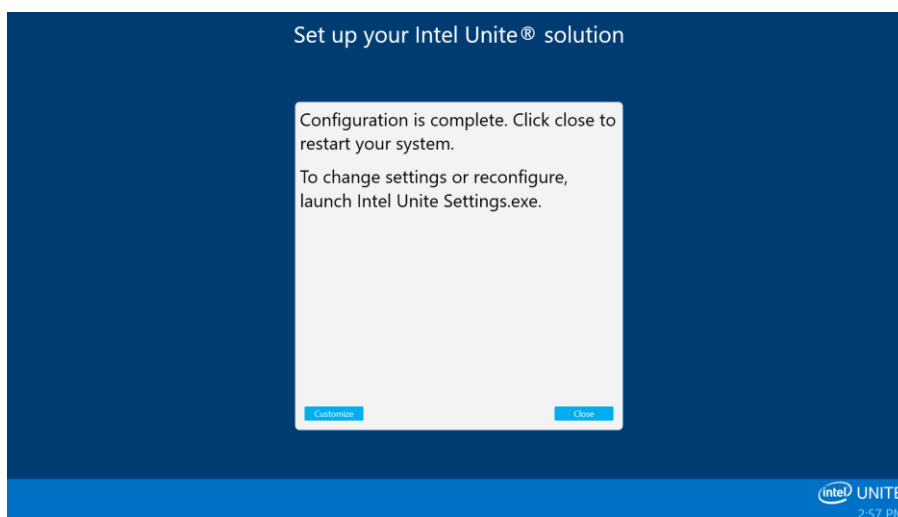 Set up your Intel Unite® solution
Configuration is complete. Click close to
restart your system.
To change settings or reconfigure,
launch Intel Unite Settings.exe.
Customize
Close
intel UNITE
2:57 PM